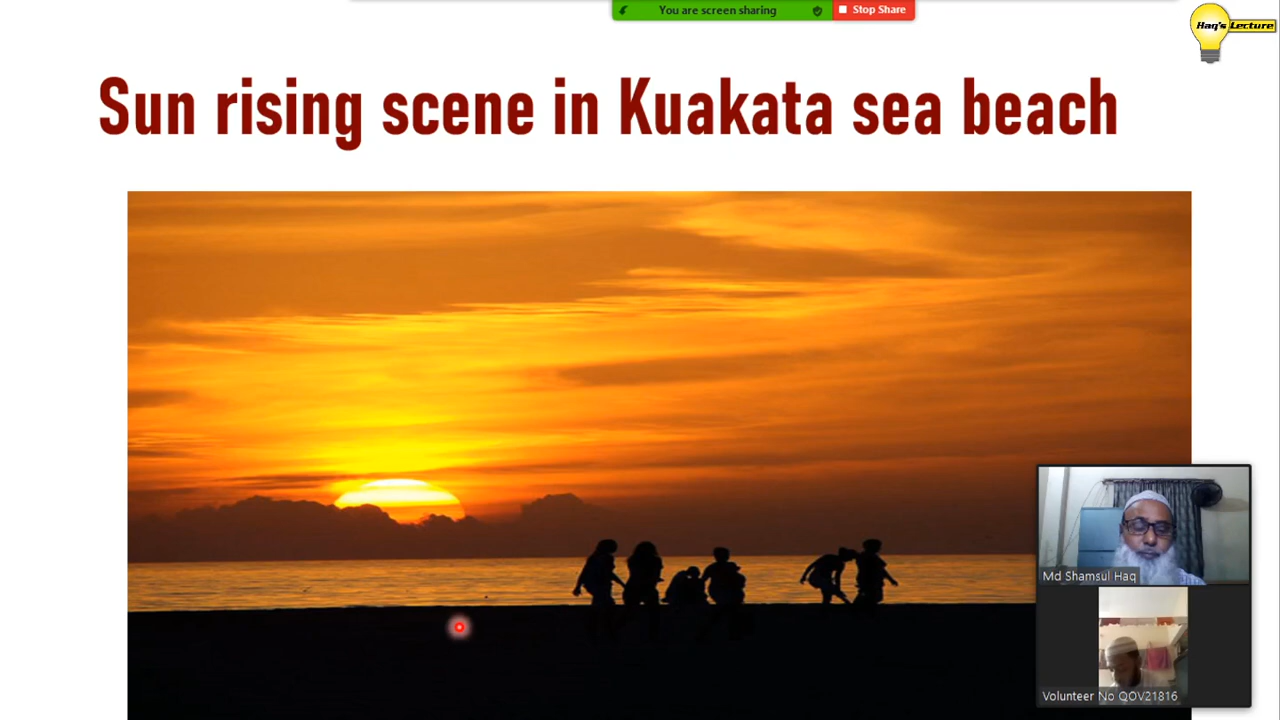 You are screen sharing
Stop Share
Haq's Lecture
Sun rising scene in Kuakata sea beach
Md Shamsul Haq
Volunteer No QOV21816